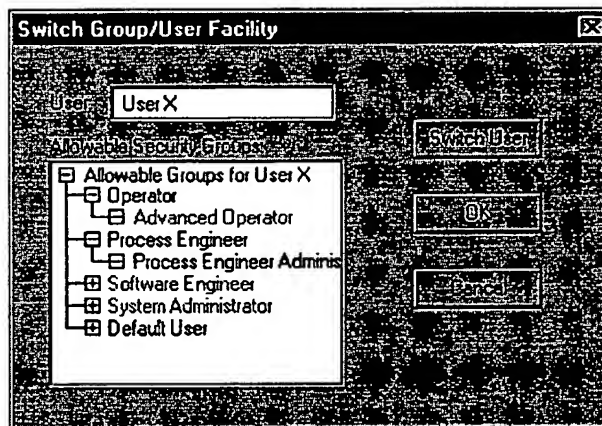 Switch Group/User Facility
User: User X
Allowable Security Groups:
Allowable Groups for User X
Operator
Advanced Operator
Process Engineer
Process Engineer Adminis
Software Engineer
System Administrator
Default User
Switch User
OK
Cancel